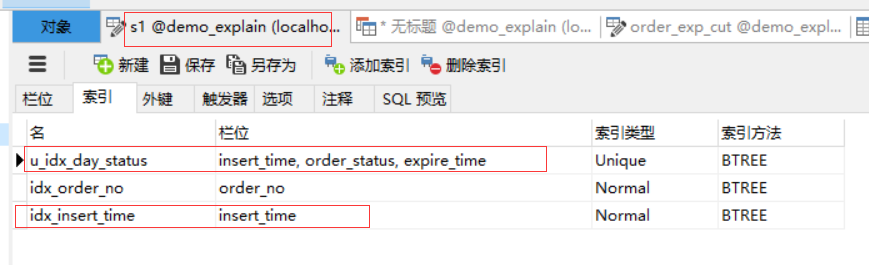 对象 s1 @demo_explain (localho... * 无标题 @demo_explain (lo... order_exp_cut @demo_expl...
新建 保存 另存为 添加索引 删除索引
栏位 索引 外键 触发器 选项 注释 SQL 预览
名 栏位 索引类型 索引方法
u_idx_day_status insert_time, order_status, expire_time Unique BTREE
idx_order_no order_no Normal BTREE
idx_insert_time insert_time Normal BTREE